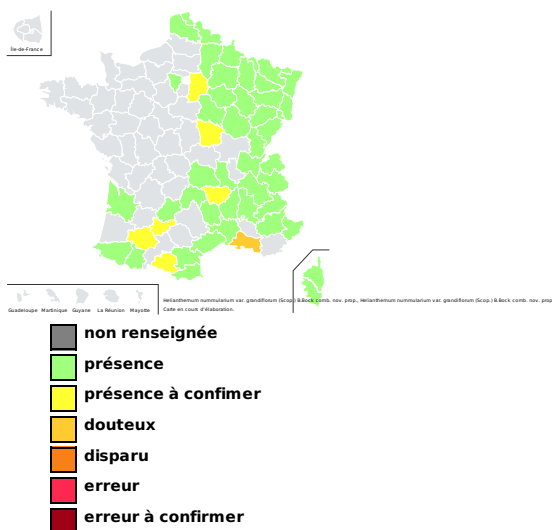 Île-de-France
Guadeloupe Martinique Guyane La Réunion Mayotte
Helianthemum nummularium var. grandiflorum (Scop.) B.Bock comb. nov. prop., Helianthemum nummularium var. grandiflorum (Scop.) B.Bock comb. nov. prop
Carte en cours d'élaboration.
non renseignée
présence
présence à confimer
douteux
disparu
erreur
erreur à confirmer